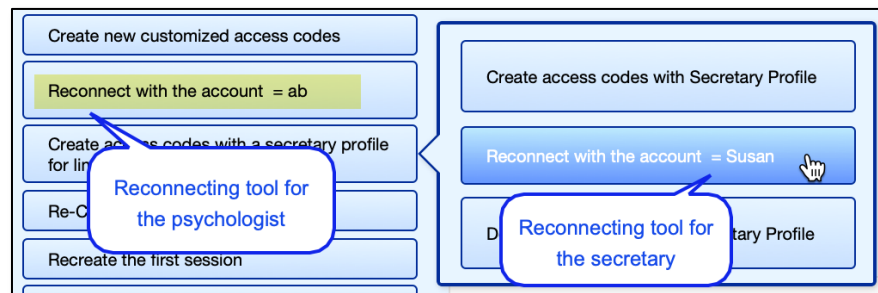 Create new customized access codes
Reconnect with the account = ab
Create access codes with a secretary profile
for lin
Reconnecting tool for
the psychologist
Re-C
Recreate the first session
Create access codes with Secretary Profile
Reconnect with the account = Susan
D
tary Profile
Reconnecting tool for
the secretary